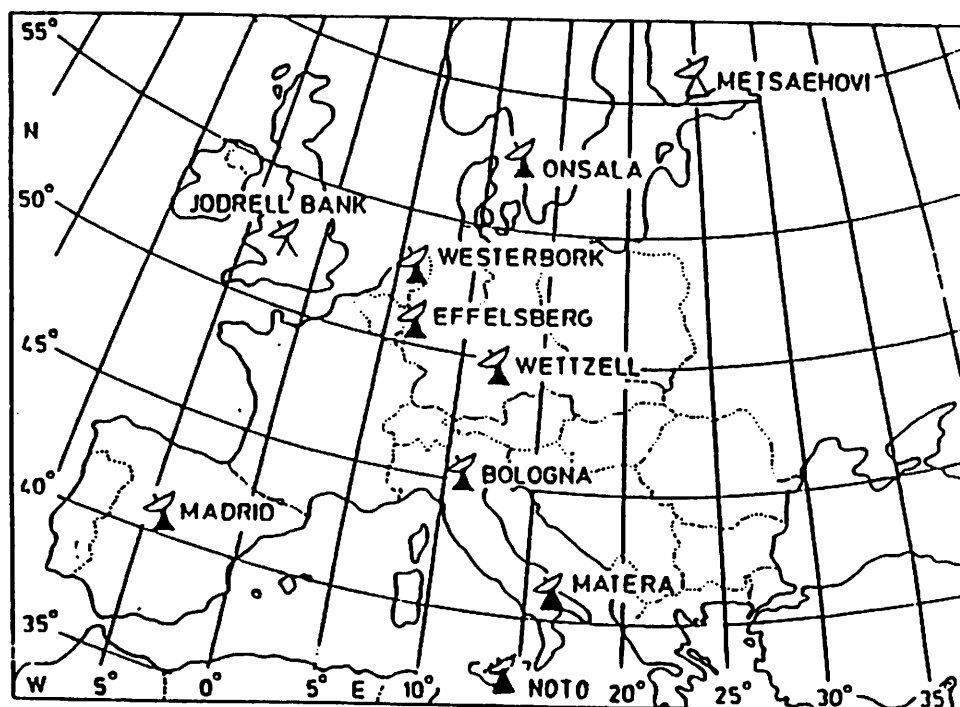 55°
METSAEHOVI
N
ONSALA
50°
JODRELL BANK
WESTERBORK
EFFELSBERG
45°
WETTZELL
BOLOGNA
40°
MADRID
MATERA
35°
W 5° 0° 5° E 10° NOTO 20° 25° 30° 35°